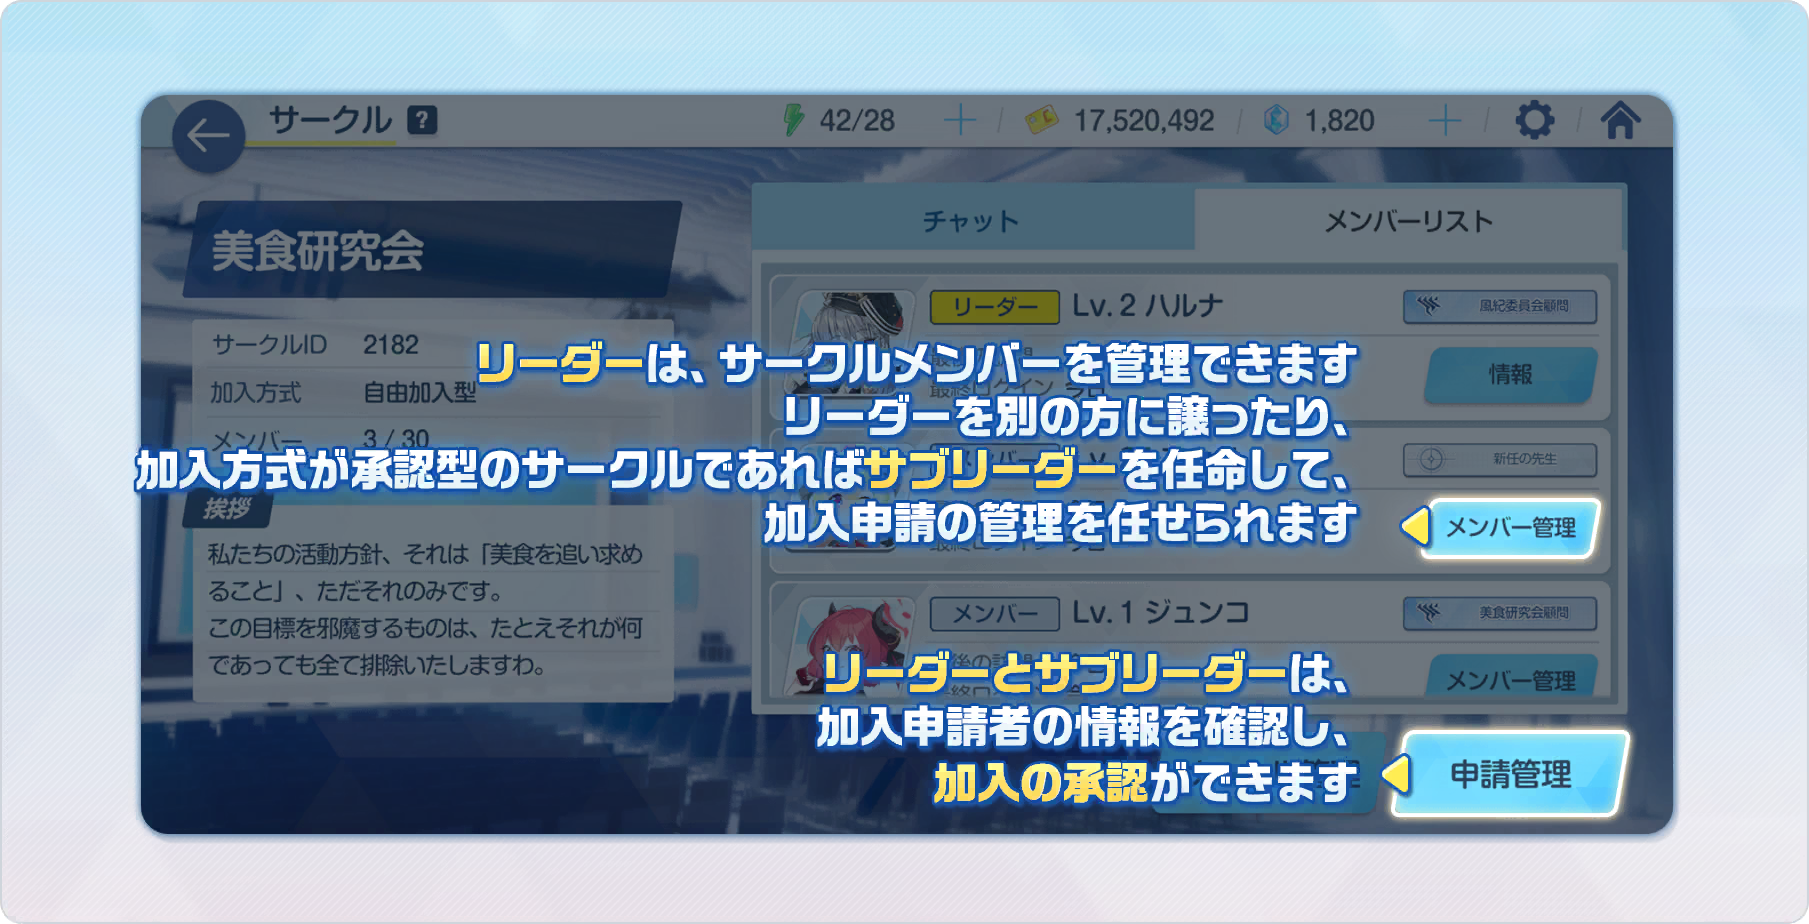 サークル ?
42/28
17,520,492
1,820
美食研究会
サークルID 2182
加入方式 自由加入型
メンバー 3 / 30
挨拶
私たちの活動方針、それは「美食を追い求め
ること」、ただそれのみです。
この目標を邪魔するものは、たとえそれが何
であっても全て排除いたしますわ。
チャット
メンバーリスト
リーダー Lv. 2 ハルナ
風紀委員会顧問
最終ログイン 今日
情報
新任の先生
リーダーは、サークルメンバーを管理できます
リーダーを別の方に譲ったり、
加入方式が承認型のサークルであればサブリーダーを任命して、
加入申請の管理を任せられます
メンバー管理
メンバー Lv. 1 ジュンコ
美食研究会顧問
メンバー管理
リーダーとサブリーダーは、
加入申請者の情報を確認し、
加入の承認ができます
申請管理